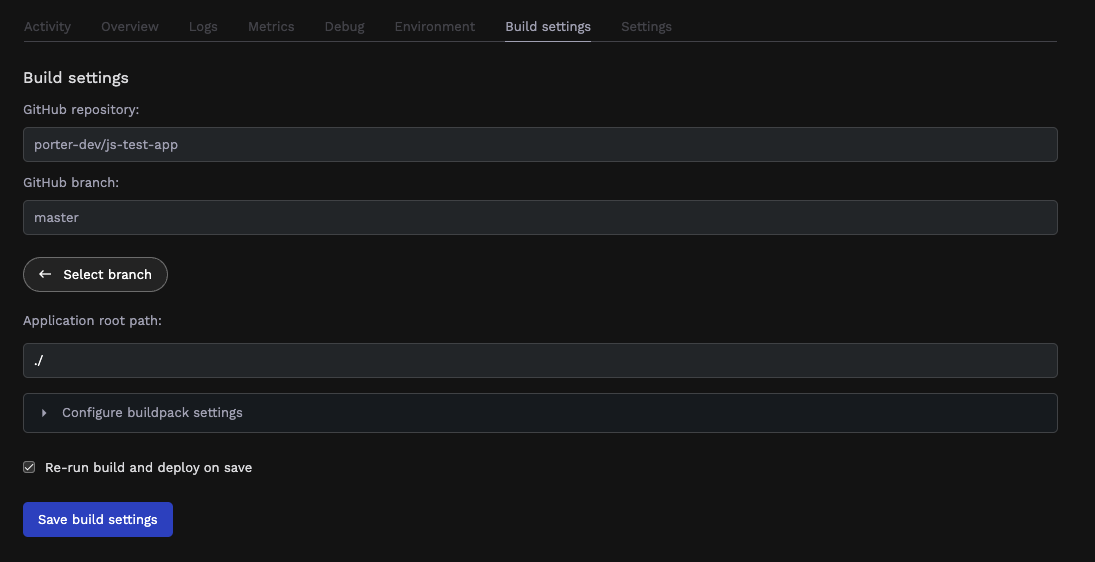 Activity Overview Logs Metrics Debug Environment Build settings Settings
Build settings
GitHub repository:
porter-dev/js-test-app
GitHub branch:
master
← Select branch
Application root path:
./
Configure buildpack settings
Re-run build and deploy on save
Save build settings